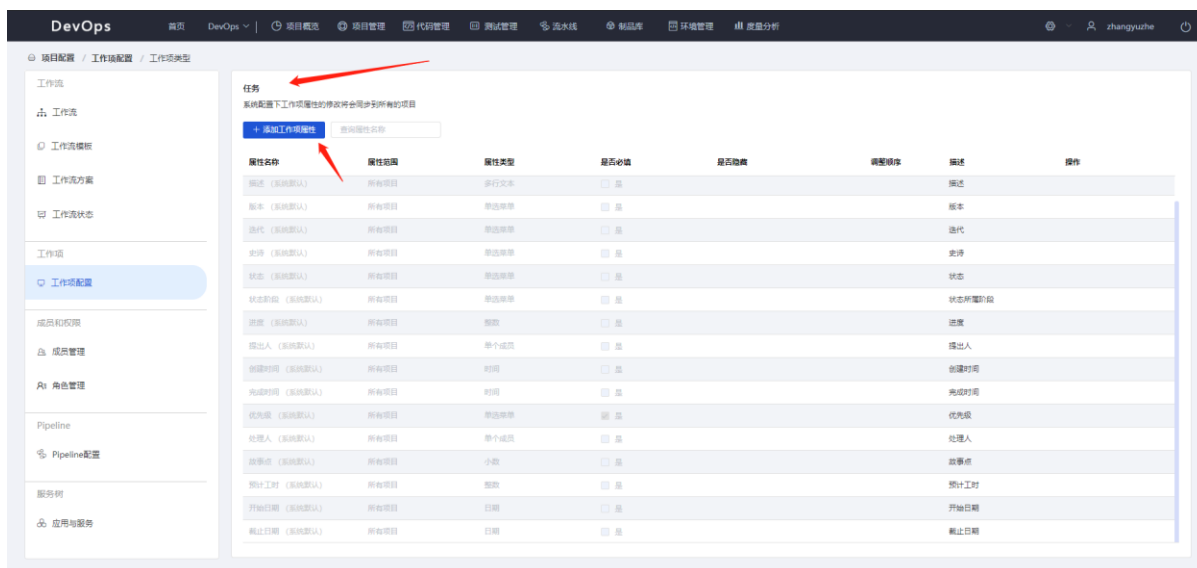 DevOps 首页 DevOps 项目概览 项目管理 代码管理 测试管理 流水线 制品库 环境管理 度量分析 zhangyuzhe
项目配置 / 工作项配置 / 工作项类型
工作流
工作流
工作流模板
工作流方案
工作流状态
工作项
工作项配置
成员和权限
成员管理
角色管理
Pipeline
Pipeline配置
服务树
应用与服务
任务
系统配置下工作项属性的修改将会同步到所有的项目
+ 添加工作项属性 查询属性名称
属性名称 属性范围 属性类型 是否必填 是否隐藏 调整顺序 描述 操作
描述 (系统默认) 所有项目 多行文本 是 描述
版本 (系统默认) 所有项目 单选菜单 是 版本
迭代 (系统默认) 所有项目 单选菜单 是 迭代
史诗 (系统默认) 所有项目 单选菜单 是 史诗
状态 (系统默认) 所有项目 单选菜单 是 状态
状态阶段 (系统默认) 所有项目 单选菜单 是 状态所属阶段
进度 (系统默认) 所有项目 整数 是 进度
提出人 (系统默认) 所有项目 单个成员 是 提出人
创建时间 (系统默认) 所有项目 时间 是 创建时间
完成时间 (系统默认) 所有项目 时间 是 完成时间
优先级 (系统默认) 所有项目 单选菜单 是 优先级
处理人 (系统默认) 所有项目 单个成员 是 处理人
故事点 (系统默认) 所有项目 小数 是 故事点
预计工时 (系统默认) 所有项目 整数 是 预计工时
开始日期 (系统默认) 所有项目 日期 是 开始日期
截止日期 (系统默认) 所有项目 日期 是 截止日期